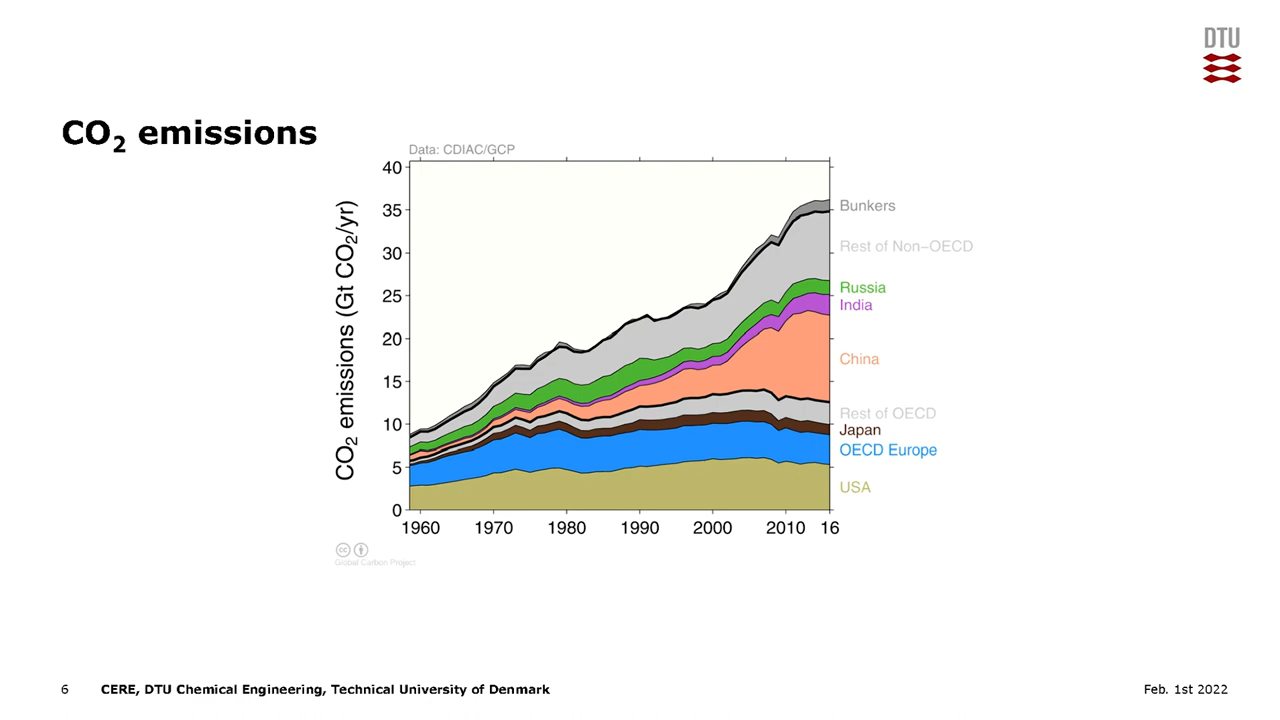 DTU
CO₂ emissions
Data: CDIAC/GCP
CO₂ emissions (Gt CO₂/yr)
40
35
30
25
20
15
10
5
0
1960 1970 1980 1990 2000 2010 16
Bunkers
Rest of Non−OECD
Russia
India
China
Rest of OECD
Japan
OECD Europe
USA
cc
Global Carbon Project
6 CERE, DTU Chemical Engineering, Technical University of Denmark Feb. 1st 2022